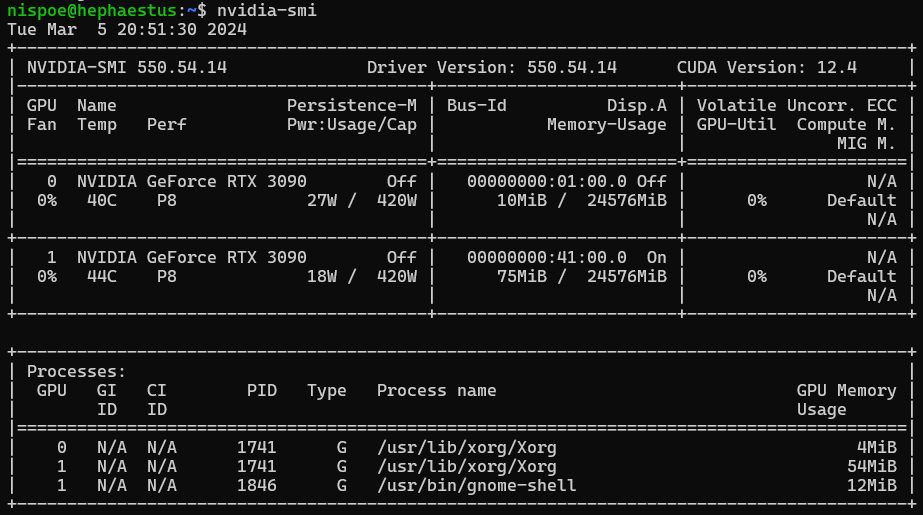 nispoe@hephaestus:~$ nvidia-smi
Tue Mar  5 20:51:30 2024
+-----------------------------------------------------------------------------------------+
| NVIDIA-SMI 550.54.14              Driver Version: 550.54.14      CUDA Version: 12.4     |
|-----------------------------------------+------------------------+----------------------+
| GPU  Name                 Persistence-M | Bus-Id          Disp.A | Volatile Uncorr. ECC |
| Fan  Temp   Perf          Pwr:Usage/Cap |           Memory-Usage | GPU-Util  Compute M. |
|                                         |                        |               MIG M. |
|=========================================+========================+======================|
|   0  NVIDIA GeForce RTX 3090        Off |   00000000:01:00.0 Off |                  N/A |
|  0%   40C    P8              27W /  420W |      10MiB /  24576MiB |      0%      Default |
|                                         |                        |                  N/A |
+-----------------------------------------+------------------------+----------------------+
|   1  NVIDIA GeForce RTX 3090        Off |   00000000:41:00.0  On |                  N/A |
|  0%   44C    P8              18W /  420W |      75MiB /  24576MiB |      0%      Default |
|                                         |                        |                  N/A |
+-----------------------------------------+------------------------+----------------------+

+-----------------------------------------------------------------------------------------+
| Processes:                                                                              |
|  GPU   GI   CI        PID   Type   Process name                              GPU Memory |
|        ID   ID                                                               Usage      |
|=========================================================================================|
|    0   N/A  N/A      1741      G   /usr/lib/xorg/Xorg                              4MiB |
|    1   N/A  N/A      1741      G   /usr/lib/xorg/Xorg                             54MiB |
|    1   N/A  N/A      1846      G   /usr/bin/gnome-shell                           12MiB |
+-----------------------------------------------------------------------------------------+